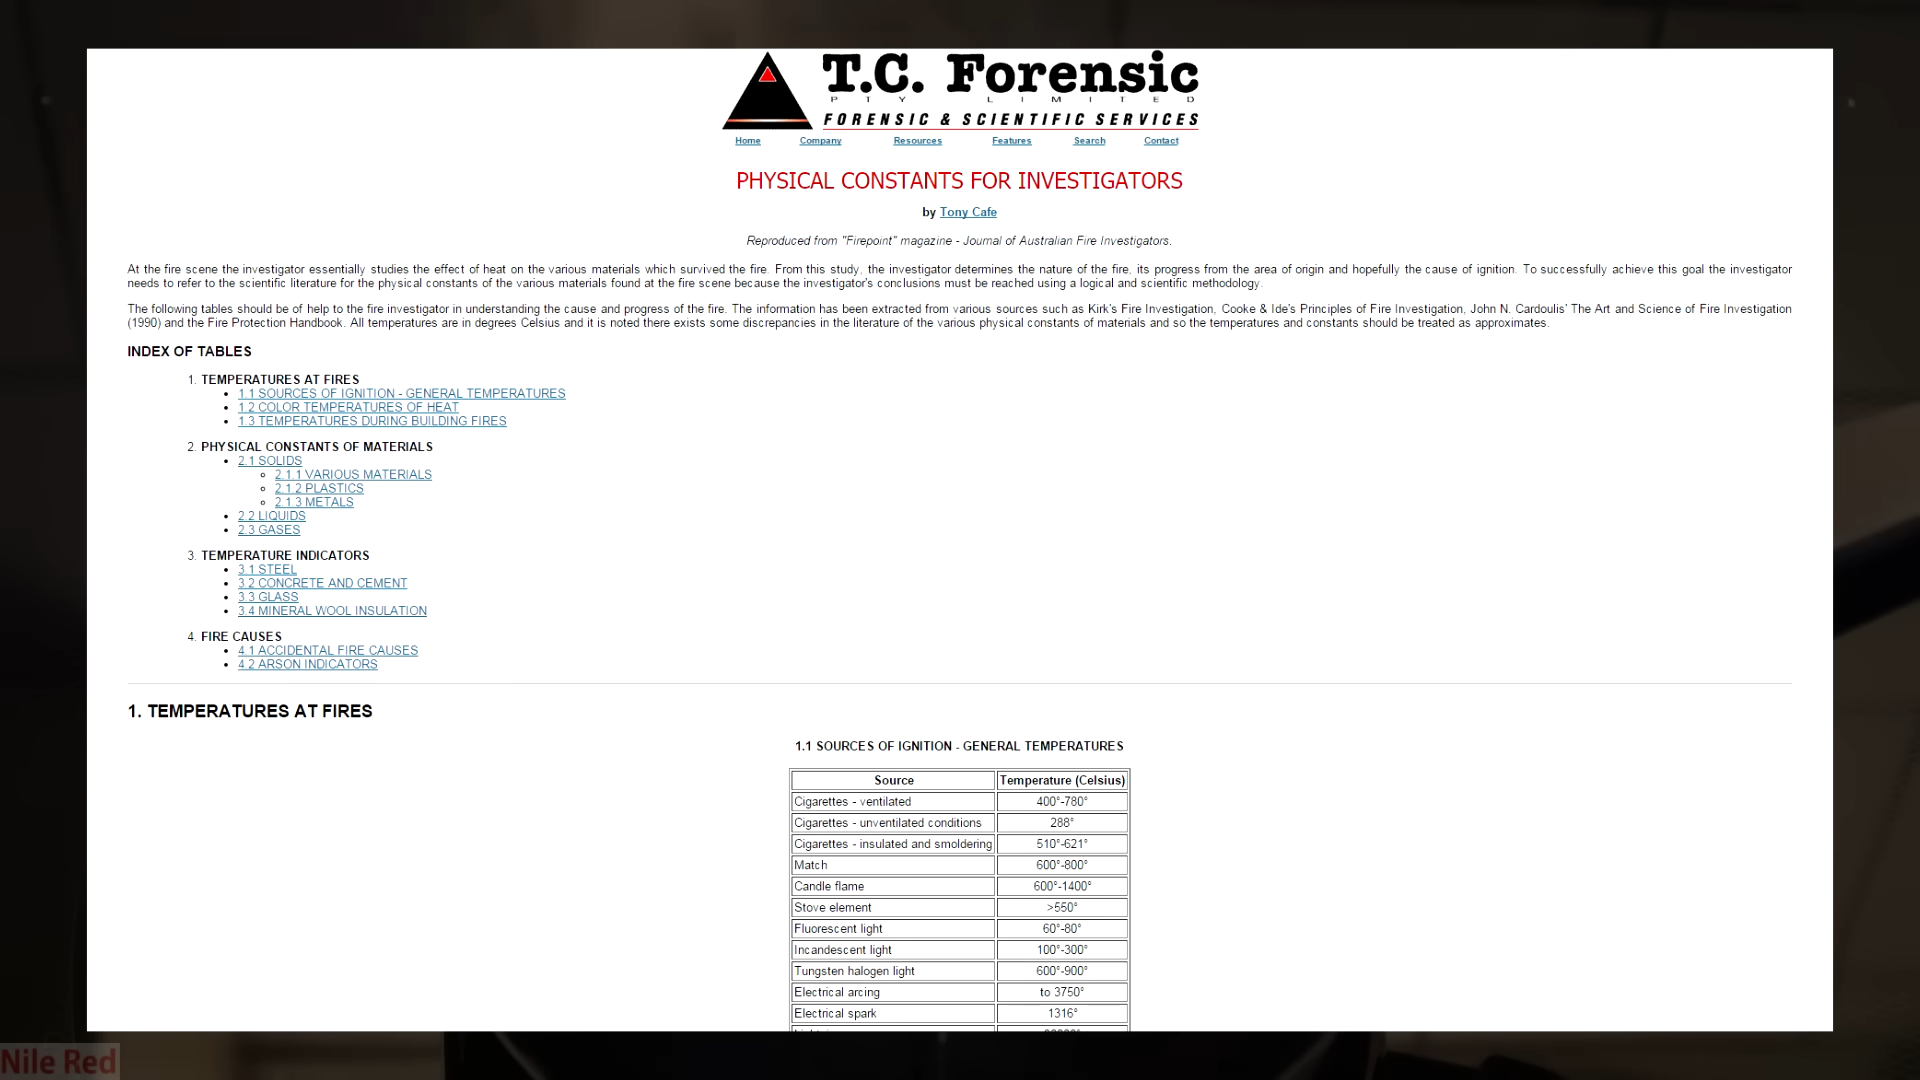 T.C. Forensic
PTY LIMITED
FORENSIC & SCIENTIFIC SERVICES
Home Company Resources Features Search Contact
PHYSICAL CONSTANTS FOR INVESTIGATORS
by Tony Cafe
Reproduced from "Firepoint" magazine - Journal of Australian Fire Investigators.
At the fire scene the investigator essentially studies the effect of heat on the various materials which survived the fire. From this study, the investigator determines the nature of the fire, its progress from the area of origin and hopefully the cause of ignition. To successfully achieve this goal the investigator
needs to refer to the scientific literature for the physical constants of the various materials found at the fire scene because the investigator's conclusions must be reached using a logical and scientific methodology.
The following tables should be of help to the fire investigator in understanding the cause and progress of the fire. The information has been extracted from various sources such as Kirk's Fire Investigation, Cooke & Ide's Principles of Fire Investigation, John N. Cardoulis' The Art and Science of Fire Investigation
(1990) and the Fire Protection Handbook. All temperatures are in degrees Celsius and it is noted there exists some discrepancies in the literature of the various physical constants of materials and so the temperatures and constants should be treated as approximates.
INDEX OF TABLES
1. TEMPERATURES AT FIRES
1.1 SOURCES OF IGNITION - GENERAL TEMPERATURES
1.2 COLOR TEMPERATURES OF HEAT
1.3 TEMPERATURES DURING BUILDING FIRES
2. PHYSICAL CONSTANTS OF MATERIALS
2.1 SOLIDS
2.1.1 VARIOUS MATERIALS
2.1.2 PLASTICS
2.1.3 METALS
2.2 LIQUIDS
2.3 GASES
3. TEMPERATURE INDICATORS
3.1 STEEL
3.2 CONCRETE AND CEMENT
3.3 GLASS
3.4 MINERAL WOOL INSULATION
4. FIRE CAUSES
4.1 ACCIDENTAL FIRE CAUSES
4.2 ARSON INDICATORS
1. TEMPERATURES AT FIRES
1.1 SOURCES OF IGNITION - GENERAL TEMPERATURES
Source Temperature (Celsius)
Cigarettes - ventilated 400°-780°
Cigarettes - unventilated conditions 288°
Cigarettes - insulated and smoldering 510°-621°
Match 600°-800°
Candle flame 600°-1400°
Stove element >550°
Fluorescent light 60°-80°
Incandescent light 100°-300°
Tungsten halogen light 600°-900°
Electrical arcing to 3750°
Electrical spark 1316°
Nile Red